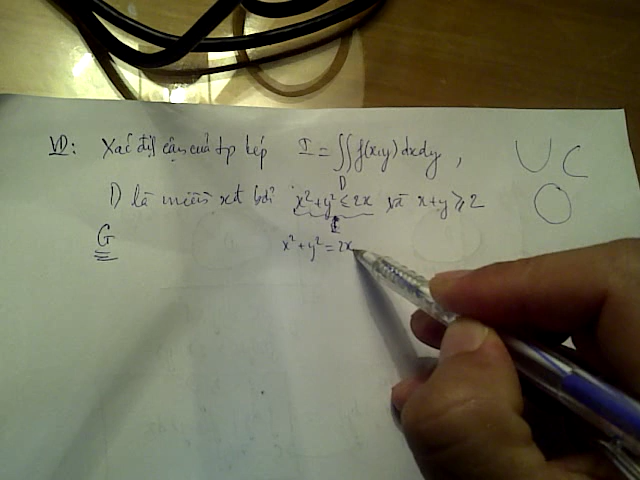 VD: Xác địh cận của tp kép I = ∬ f(x,y) dxdy ,
D
D là miền xđ bởi x² + y² ≤ 2x và x + y ≥ 2
G
x² + y² = 2x